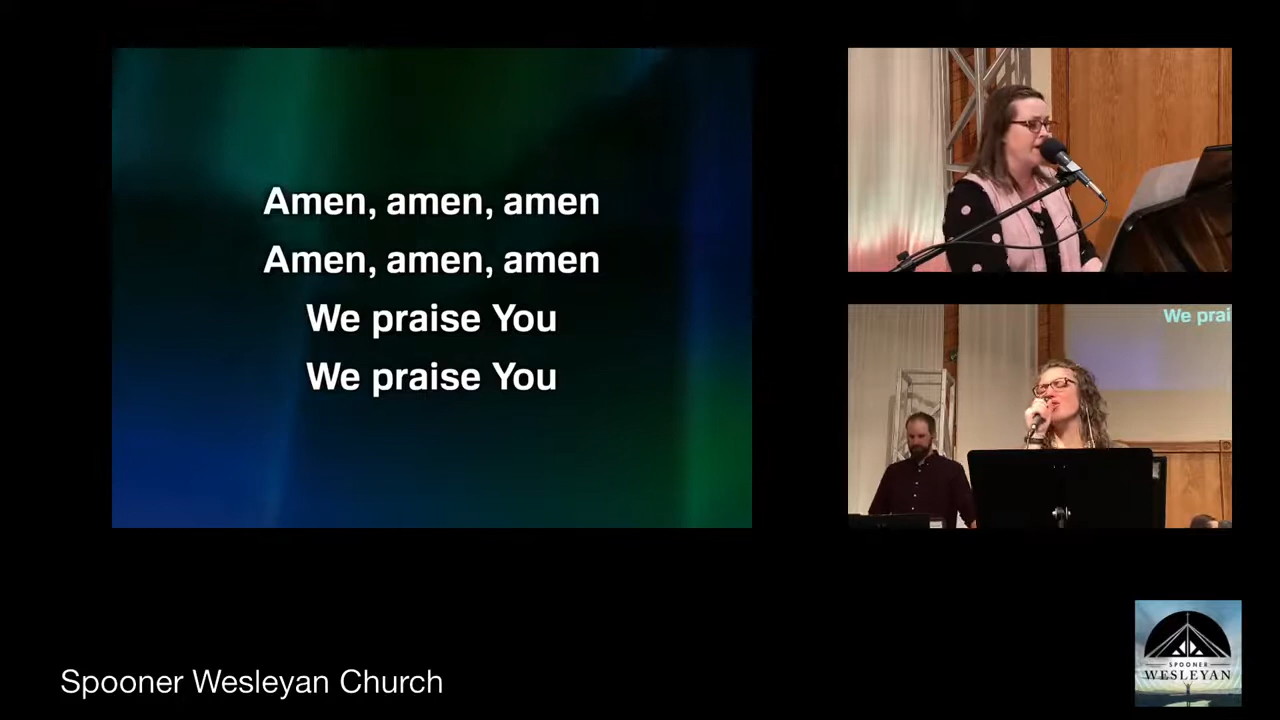 Amen, amen, amen
Amen, amen, amen
We praise You
We praise You
We prai
Spooner Wesleyan Church
SPOONER
WESLEYAN